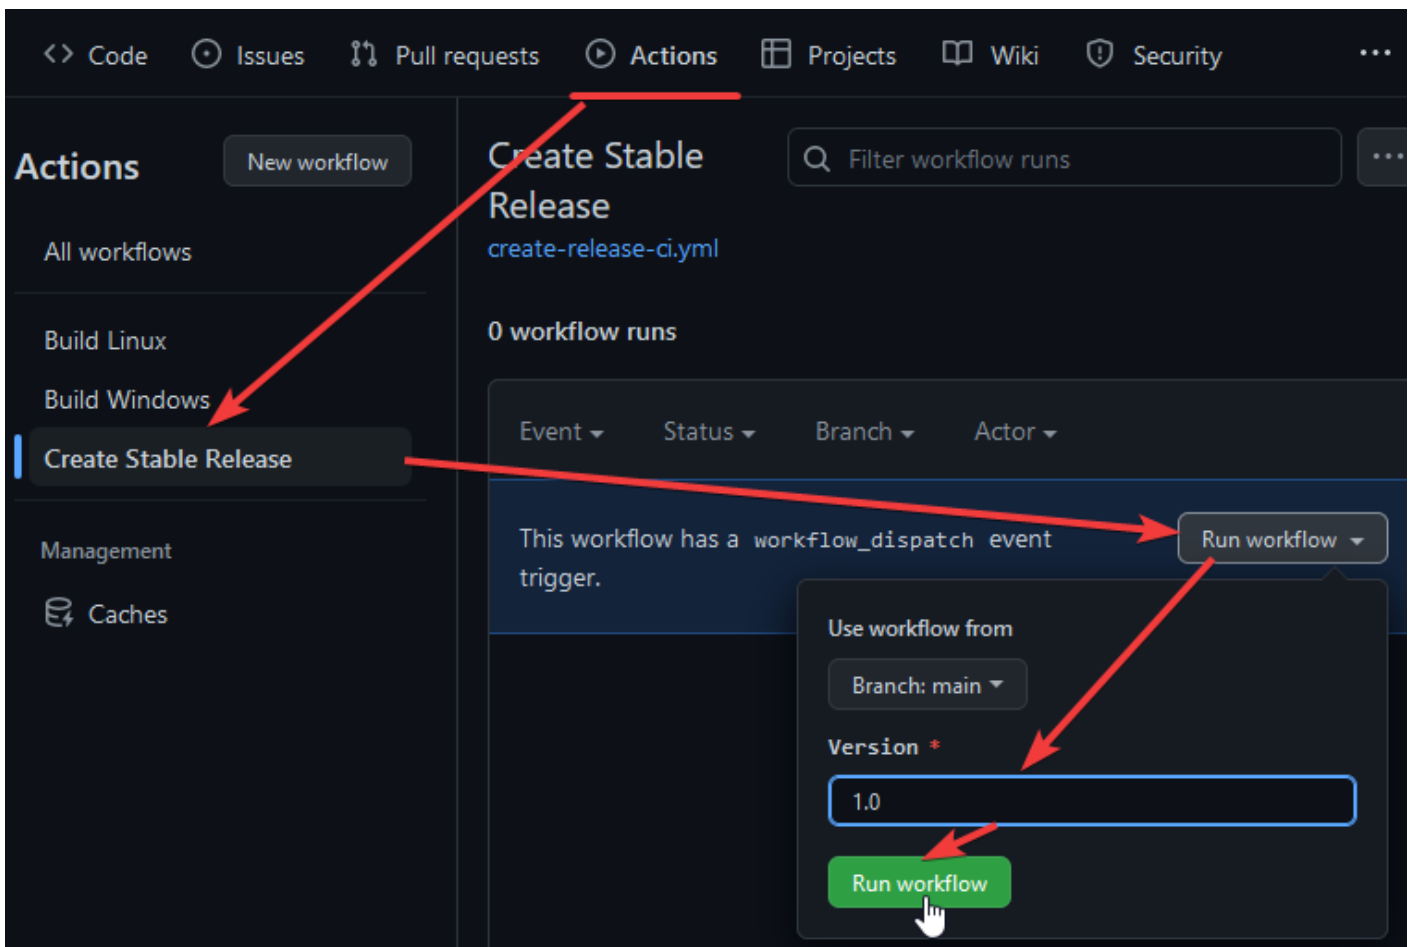 Code Issues Pull requests Actions Projects Wiki Security
Actions
New workflow
All workflows
Build Linux
Build Windows
Create Stable Release
Management
Caches
Create Stable
Release
create-release-ci.yml
Filter workflow runs
0 workflow runs
Event Status Branch Actor
This workflow has a workflow_dispatch event
trigger.
Run workflow
Use workflow from
Branch: main
Version *
1.0
Run workflow